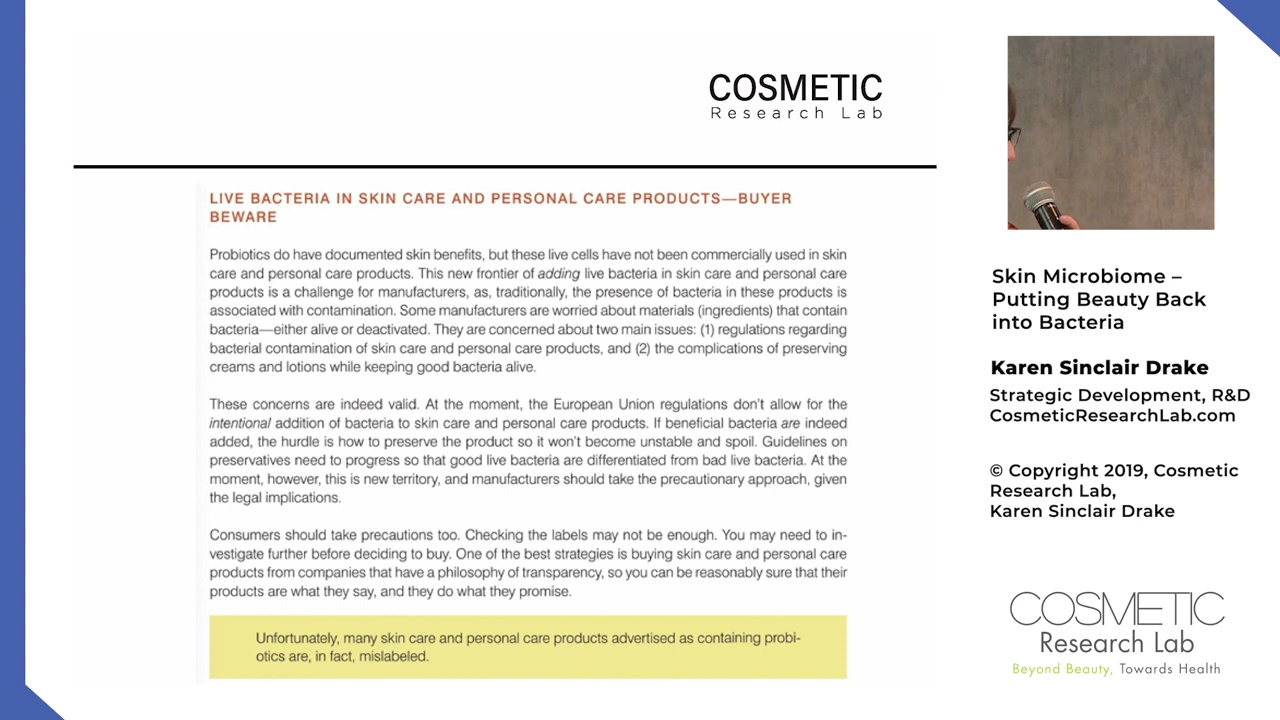 COSMETIC
Research Lab
LIVE BACTERIA IN SKIN CARE AND PERSONAL CARE PRODUCTS—BUYER
BEWARE
Probiotics do have documented skin benefits, but these live cells have not been commercially used in skin
care and personal care products. This new frontier of adding live bacteria in skin care and personal care
products is a challenge for manufacturers, as, traditionally, the presence of bacteria in these products is
associated with contamination. Some manufacturers are worried about materials (ingredients) that contain
bacteria—either alive or deactivated. They are concerned about two main issues: (1) regulations regarding
bacterial contamination of skin care and personal care products, and (2) the complications of preserving
creams and lotions while keeping good bacteria alive.
These concerns are indeed valid. At the moment, the European Union regulations don't allow for the
intentional addition of bacteria to skin care and personal care products. If beneficial bacteria are indeed
added, the hurdle is how to preserve the product so it won't become unstable and spoil. Guidelines on
preservatives need to progress so that good live bacteria are differentiated from bad live bacteria. At the
moment, however, this is new territory, and manufacturers should take the precautionary approach, given
the legal implications.
Consumers should take precautions too. Checking the labels may not be enough. You may need to in-
vestigate further before deciding to buy. One of the best strategies is buying skin care and personal care
products from companies that have a philosophy of transparency, so you can be reasonably sure that their
products are what they say, and they do what they promise.
Unfortunately, many skin care and personal care products advertised as containing probi-
otics are, in fact, mislabeled.
Skin Microbiome –
Putting Beauty Back
into Bacteria
Karen Sinclair Drake
Strategic Development, R&D
CosmeticResearchLab.com
© Copyright 2019, Cosmetic
Research Lab,
Karen Sinclair Drake
COSMETIC
Research Lab
Beyond Beauty, Towards Health